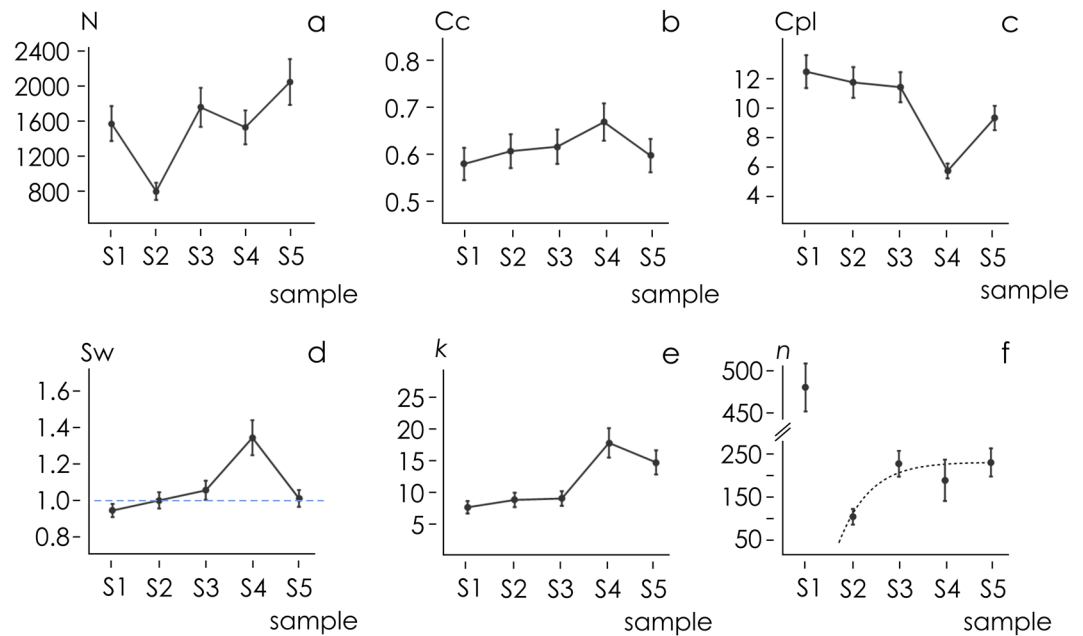 N a
2400
2000
1600
1200
800
S1 S2 S3 S4 S5
sample
Cc b
0.8
0.7
0.6
0.5
S1 S2 S3 S4 S5
sample
Cpl c
12
10
8
6
4
S1 S2 S3 S4 S5
sample
Sw d
1.6
1.4
1.2
1.0
0.8
S1 S2 S3 S4 S5
sample
k e
25
20
15
10
5
S1 S2 S3 S4 S5
sample
n f
500
450
250
150
50
S1 S2 S3 S4 S5
sample